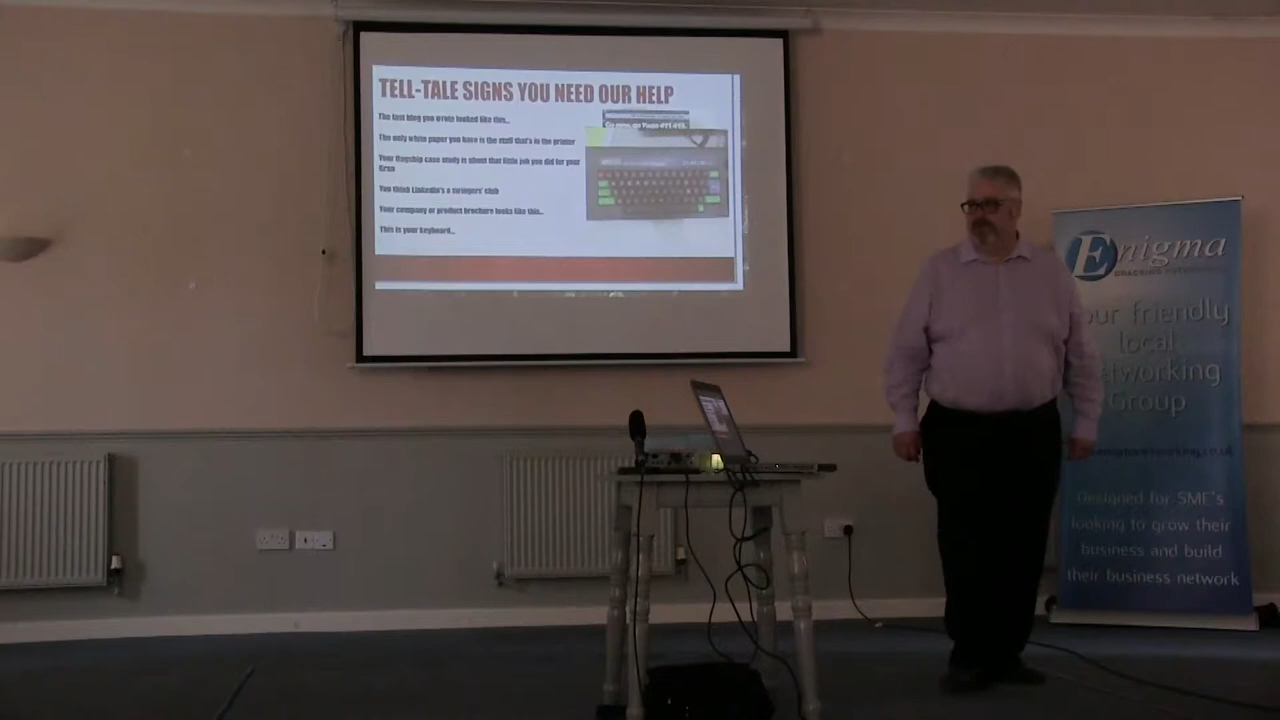 TELL-TALE SIGNS YOU NEED OUR HELP
The last blog you wrote looked like this...
The only white paper you have is the stuff that's in the printer
Your flagship case study is about that little job you did for your
Gran
You think LinkedIn's a swingers' club
Your company or product brochure looks like this...
This is your keyboard...
Enigma
Your friendly
local
networking
Group
Designed for SME's
looking to grow their
business and build
their business network